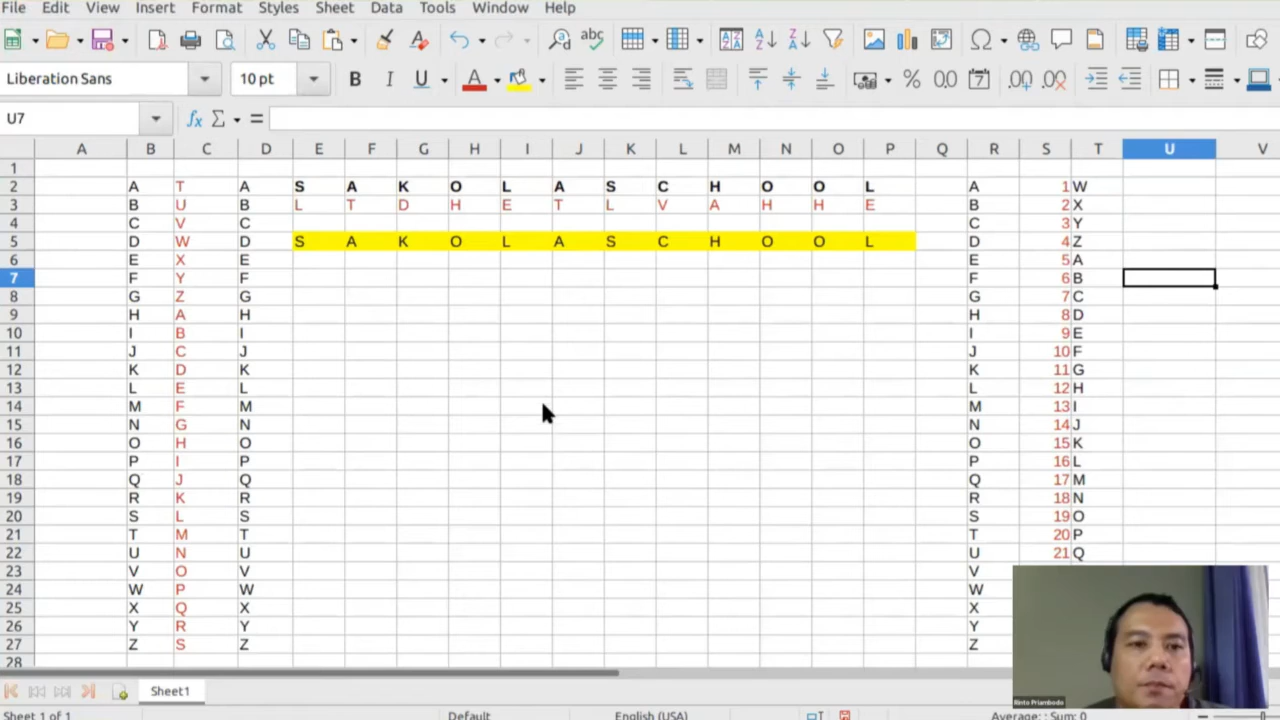 File Edit View Insert Format Styles Sheet Data Tools Window Help
Liberation Sans 10 pt
U7
A B C D E F G H I J K L M N O P Q R S T U V
1
2 A T A S A K O L A S C H O O L A 1 W
3 B U B L T D H E T L V A H H E B 2 X
4 C V C C 3 Y
5 D W D S A K O L A S C H O O L D 4 Z
6 E X E E 5 A
7 F Y F F 6 B
8 G Z G G 7 C
9 H A H H 8 D
10 I B I I 9 E
11 J C J J 10 F
12 K D K K 11 G
13 L E L L 12 H
14 M F M M 13 I
15 N G N N 14 J
16 O H O O 15 K
17 P I P P 16 L
18 Q J Q Q 17 M
19 R K R R 18 N
20 S L S S 19 O
21 T M T T 20 P
22 U N U U 21 Q
23 V O V V
24 W P W W
25 X Q X X
26 Y R Y Y
27 Z S Z Z
28
Rinto Priambodo
Sheet1
Sheet 1 of 1 Default English (USA) Average: ; Sum: 0